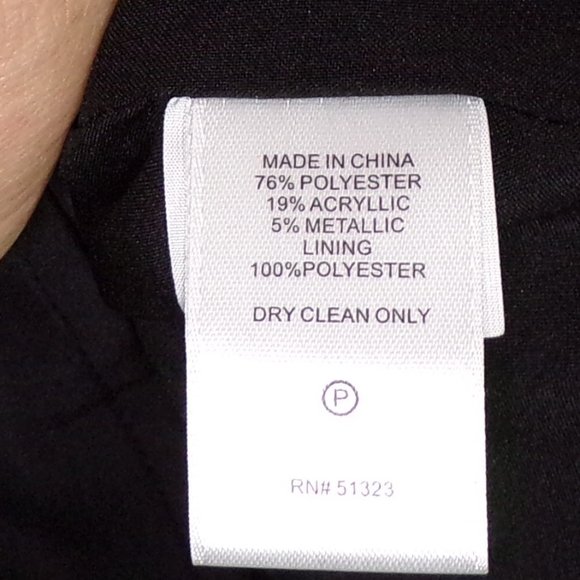 MADE IN CHINA
76% POLYESTER
19% ACRYLLIC
5% METALLIC
LINING
100%POLYESTER
DRY CLEAN ONLY
P
RN# 51323